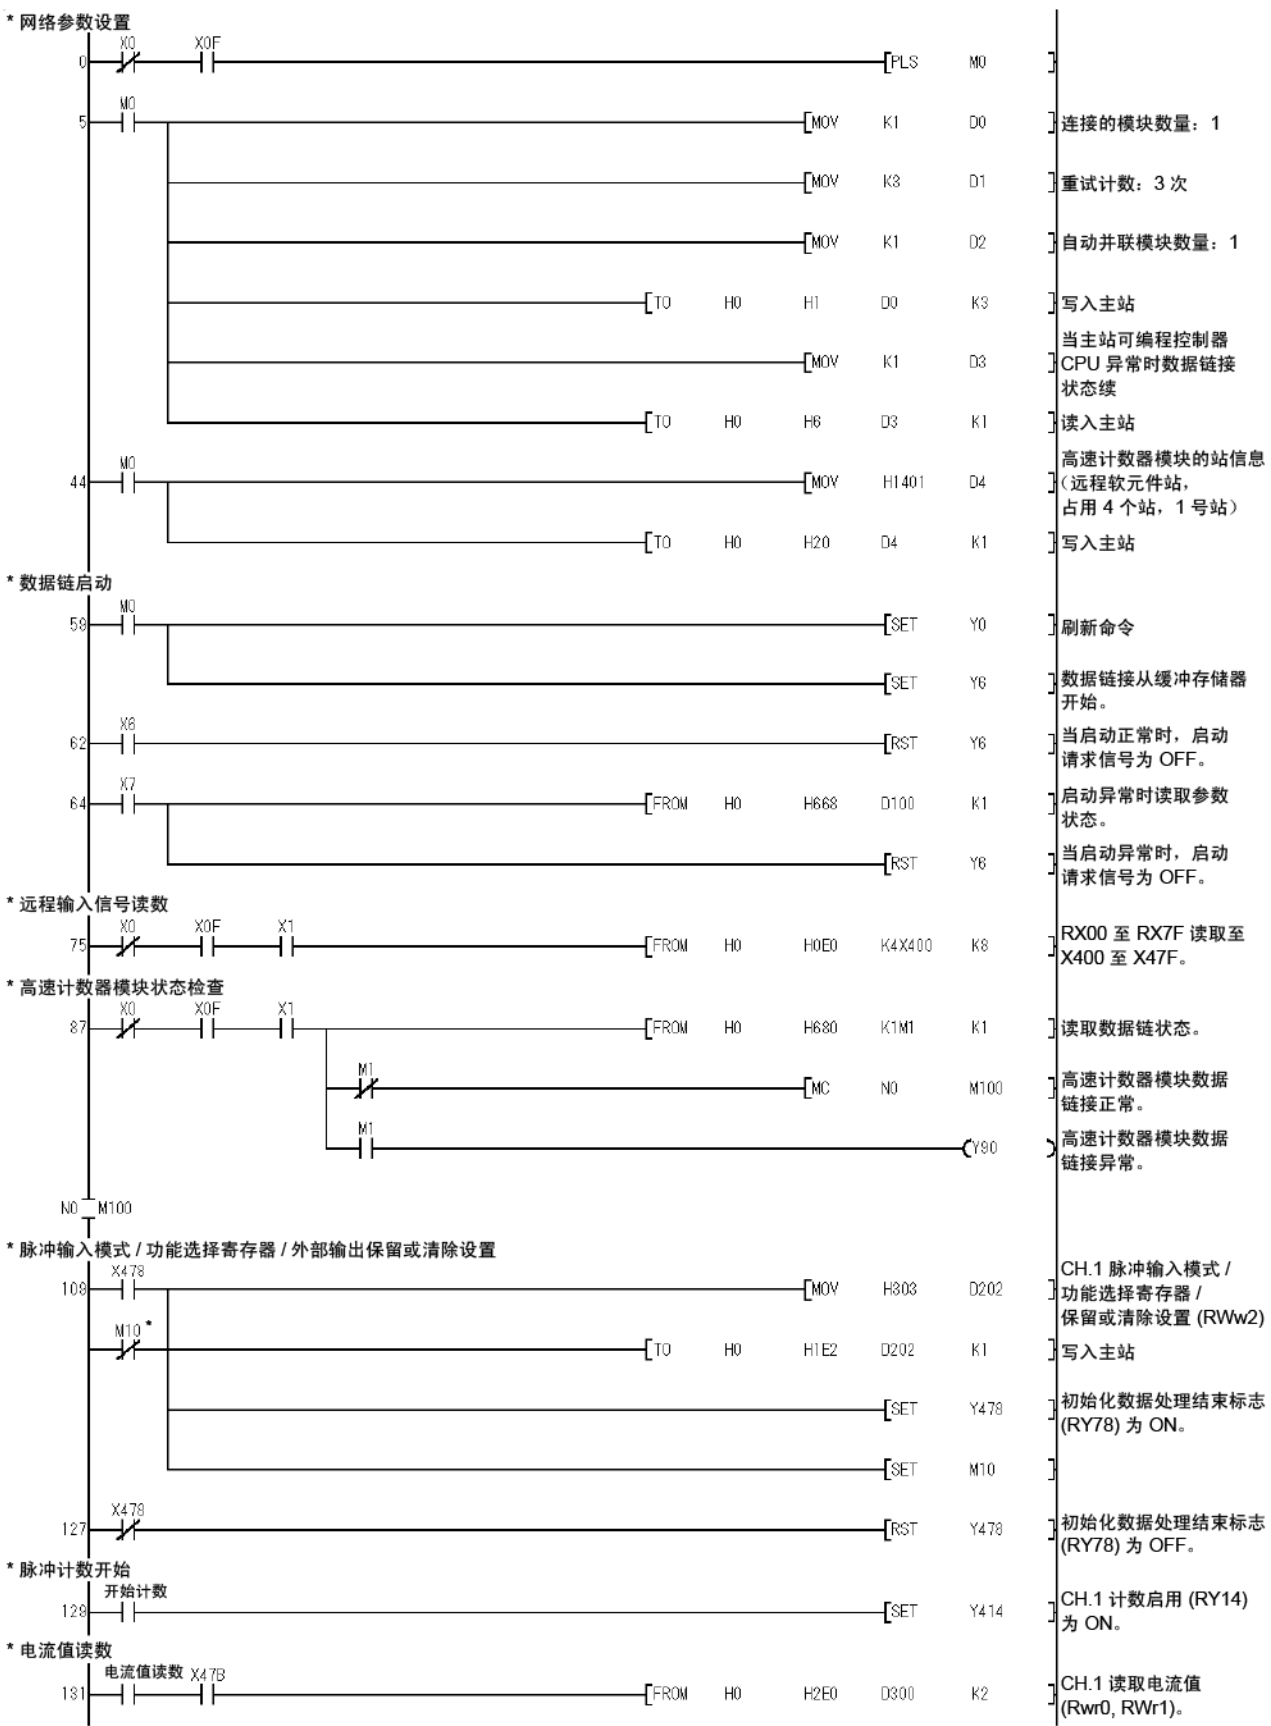 * 网络参数设置
X0 X0F
0 PLS M0
M0
5 MOV K1 D0 连接的模块数量：1
MOV K3 D1 重试计数：3 次
MOV K1 D2 自动并联模块数量：1
TO H0 H1 D0 K3 写入主站
当主站可编程控制器
MOV K1 D3 CPU 异常时数据链接
状态续
TO H0 H6 D3 K1 读入主站
M0 高速计数器模块的站信息
44 MOV H1401 D4 （远程软元件站，
占用 4 个站，1 号站）
TO H0 H20 D4 K1 写入主站
* 数据链启动
M0
59 SET Y0 刷新命令
SET Y6 数据链接从缓冲存储器
开始。
X6 当启动正常时，启动
62 RST Y6 请求信号为 OFF。
X7 启动异常时读取参数
64 FROM H0 H668 D100 K1 状态。
当启动异常时，启动
RST Y6 请求信号为 OFF。
* 远程输入信号读数
X0 X0F X1 RX00 至 RX7F 读取至
75 FROM H0 H0E0 K4X400 K8 X400 至 X47F。
* 高速计数器模块状态检查
X0 X0F X1
87 FROM H0 H680 K1M1 K1 读取数据链状态。
M1 高速计数器模块数据
MC N0 M100 链接正常。
M1 高速计数器模块数据
Y90 链接异常。
N0 M100
* 脉冲输入模式 / 功能选择寄存器 / 外部输出保留或清除设置
X478 CH.1 脉冲输入模式 /
109 MOV H303 D202 功能选择寄存器 /
保留或清除设置 (RWw2)
M10 *
TO H0 H1E2 D202 K1 写入主站
初始化数据处理结束标志
SET Y478 (RY78) 为 ON。
SET M10
X478 初始化数据处理结束标志
127 RST Y478 (RY78) 为 OFF。
* 脉冲计数开始
开始计数 CH.1 计数启用 (RY14)
129 SET Y414 为 ON。
* 电流值读数
电流值读数 X47B CH.1 读取电流值
131 FROM H0 H2E0 D300 K2 (Rwr0, RWr1)。